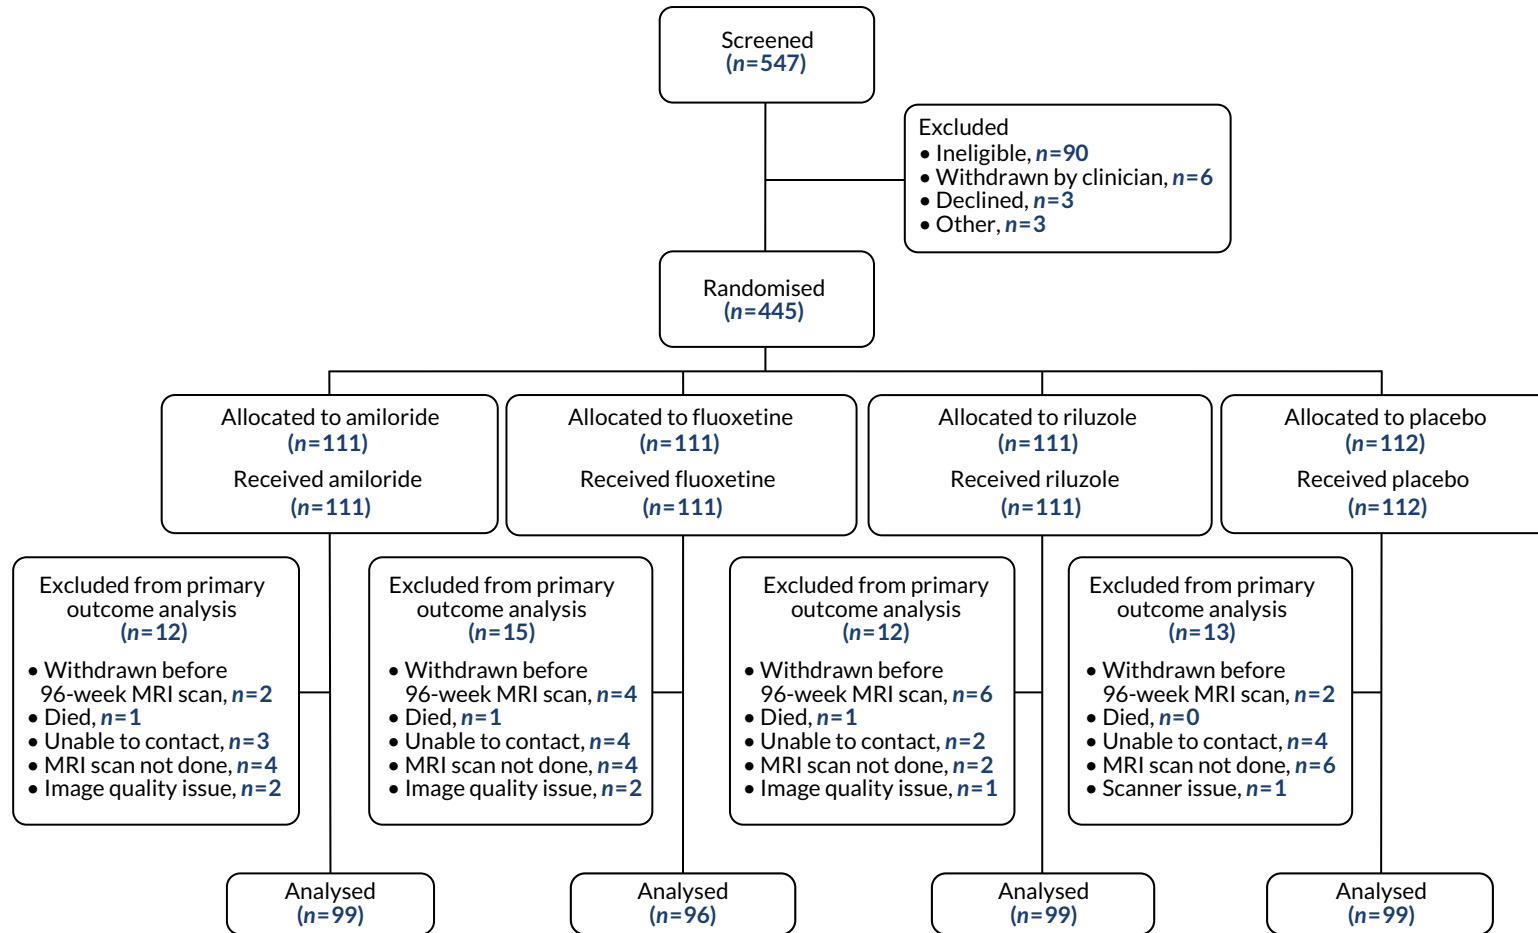 Screened
(n=547)
Excluded
• Ineligible, n=90
• Withdrawn by clinician, n=6
• Declined, n=3
• Other, n=3
Randomised
(n=445)
Allocated to amiloride
(n=111)
Received amiloride
(n=111)
Allocated to fluoxetine
(n=111)
Received fluoxetine
(n=111)
Allocated to riluzole
(n=111)
Received riluzole
(n=111)
Allocated to placebo
(n=112)
Received placebo
(n=112)
Excluded from primary
outcome analysis
(n=12)
• Withdrawn before
96-week MRI scan, n=2
• Died, n=1
• Unable to contact, n=3
• MRI scan not done, n=4
• Image quality issue, n=2
Excluded from primary
outcome analysis
(n=15)
• Withdrawn before
96-week MRI scan, n=4
• Died, n=1
• Unable to contact, n=4
• MRI scan not done, n=4
• Image quality issue, n=2
Excluded from primary
outcome analysis
(n=12)
• Withdrawn before
96-week MRI scan, n=6
• Died, n=1
• Unable to contact, n=2
• MRI scan not done, n=2
• Image quality issue, n=1
Excluded from primary
outcome analysis
(n=13)
• Withdrawn before
96-week MRI scan, n=2
• Died, n=0
• Unable to contact, n=4
• MRI scan not done, n=6
• Scanner issue, n=1
Analysed
(n=99)
Analysed
(n=96)
Analysed
(n=99)
Analysed
(n=99)